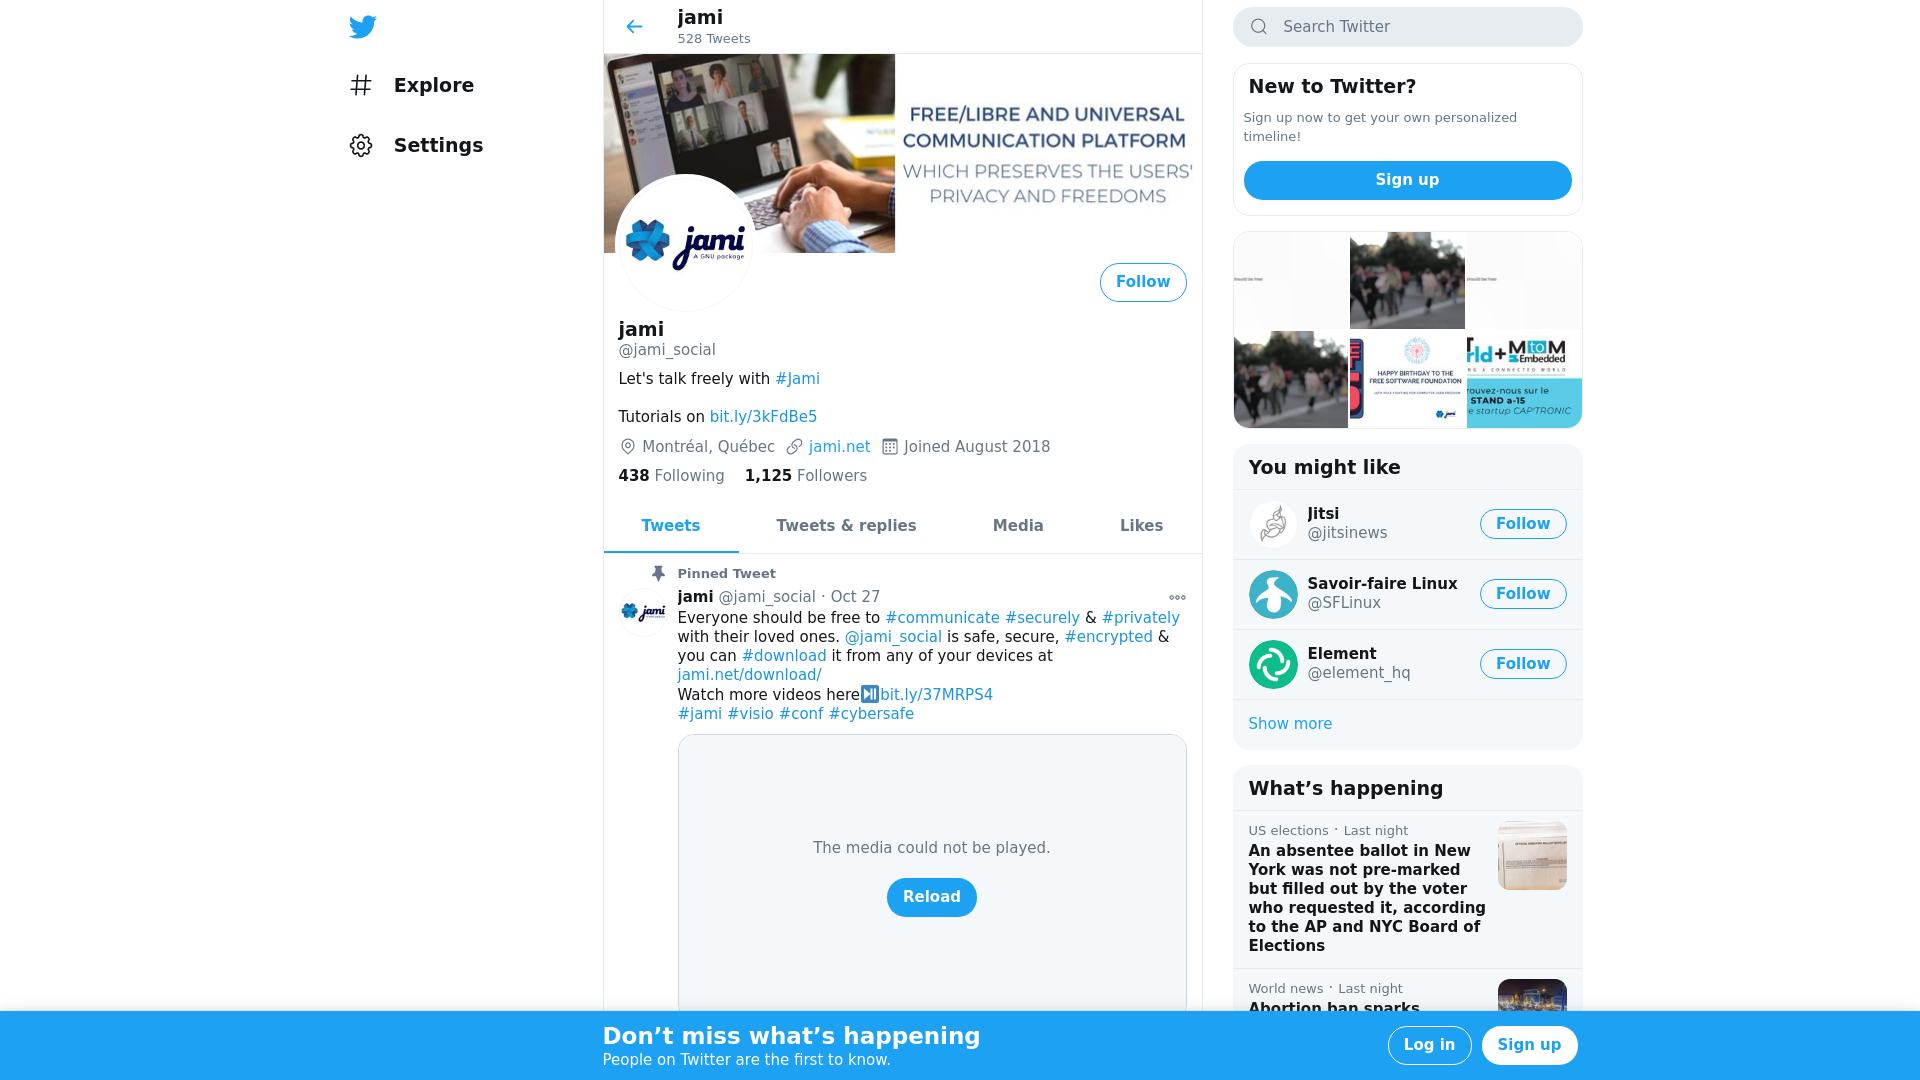 jami
528 Tweets
Search Twitter
Explore
Settings
FREE/LIBRE AND UNIVERSAL
COMMUNICATION PLATFORM
WHICH PRESERVES THE USERS'
PRIVACY AND FREEDOMS
jami
A GNU package
Follow
jami
@jami_social
Let's talk freely with #Jami
Tutorials on bit.ly/3kFdBe5
Montréal, Québec jami.net Joined August 2018
438 Following 1,125 Followers
Tweets Tweets & replies Media Likes
Pinned Tweet
jami @jami_social · Oct 27
jami
Everyone should be free to #communicate #securely & #privately
with their loved ones. @jami_social is safe, secure, #encrypted &
you can #download it from any of your devices at
jami.net/download/
Watch more videos here⏯bit.ly/37MRPS4
#jami #visio #conf #cybersafe
The media could not be played.
Reload
New to Twitter?
Sign up now to get your own personalized
timeline!
Sign up
HAPPY BIRTHDAY TO THE
FREE SOFTWARE FOUNDATION
jami
rld+MtoM
Embedded
NG A CONNECTED WORLD
rouvez-nous sur le
STAND a-15
e startup CAP'TRONIC
You might like
Jitsi
@jitsinews
Follow
Savoir-faire Linux
@SFLinux
Follow
Element
@element_hq
Follow
Show more
What’s happening
US elections · Last night
An absentee ballot in New
York was not pre-marked
but filled out by the voter
who requested it, according
to the AP and NYC Board of
Elections
World news · Last night
Abortion ban sparks
Don’t miss what’s happening
People on Twitter are the first to know.
Log in
Sign up